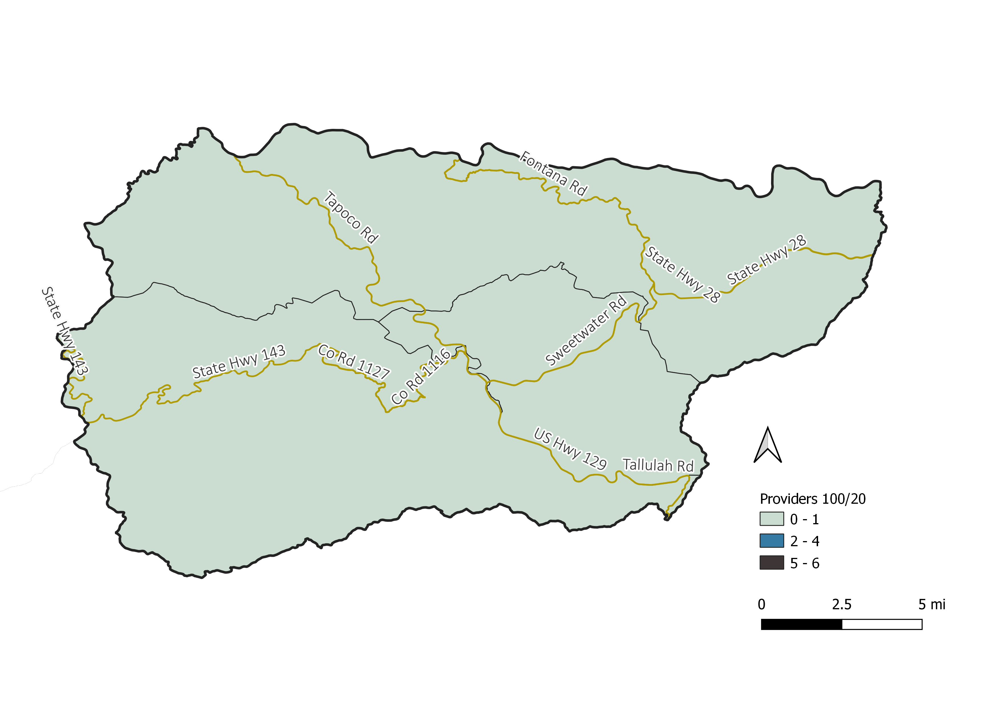 Fontana Rd
Tapoco Rd
State Hwy 28
State Hwy 28
State Hwy 143
Sweetwater Rd
State Hwy 143
Co Rd 1127
Co Rd 1116
US Hwy 129
Tallulah Rd
Providers 100/20
0 - 1
2 - 4
5 - 6
0 2.5 5 mi